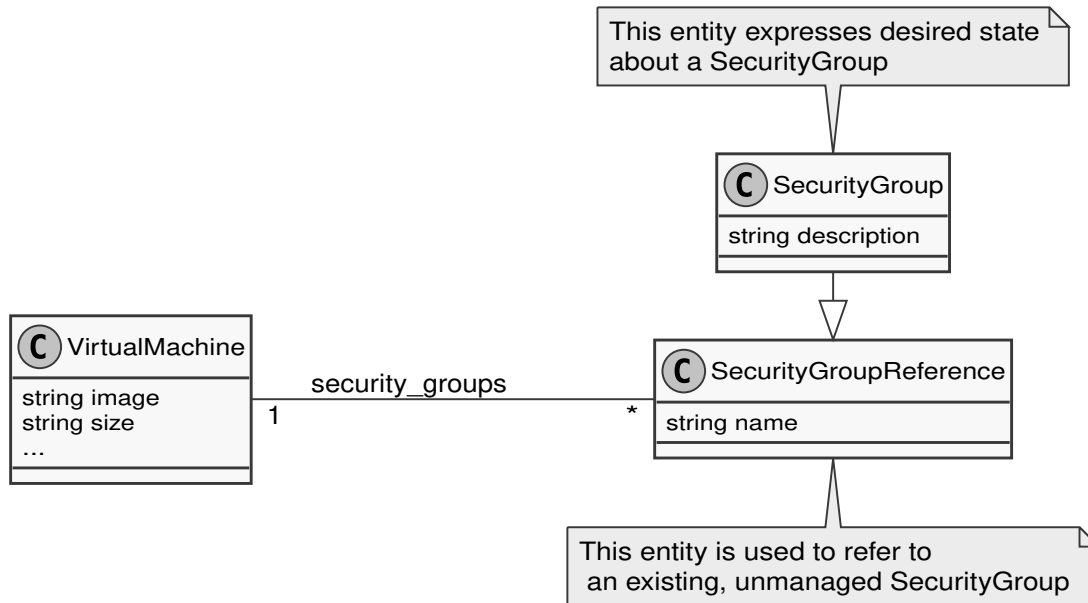 This entity expresses desired state
about a SecurityGroup
C SecurityGroup
string description
C VirtualMachine
string image
string size
...
security_groups
1
*
C SecurityGroupReference
string name
This entity is used to refer to
an existing, unmanaged SecurityGroup